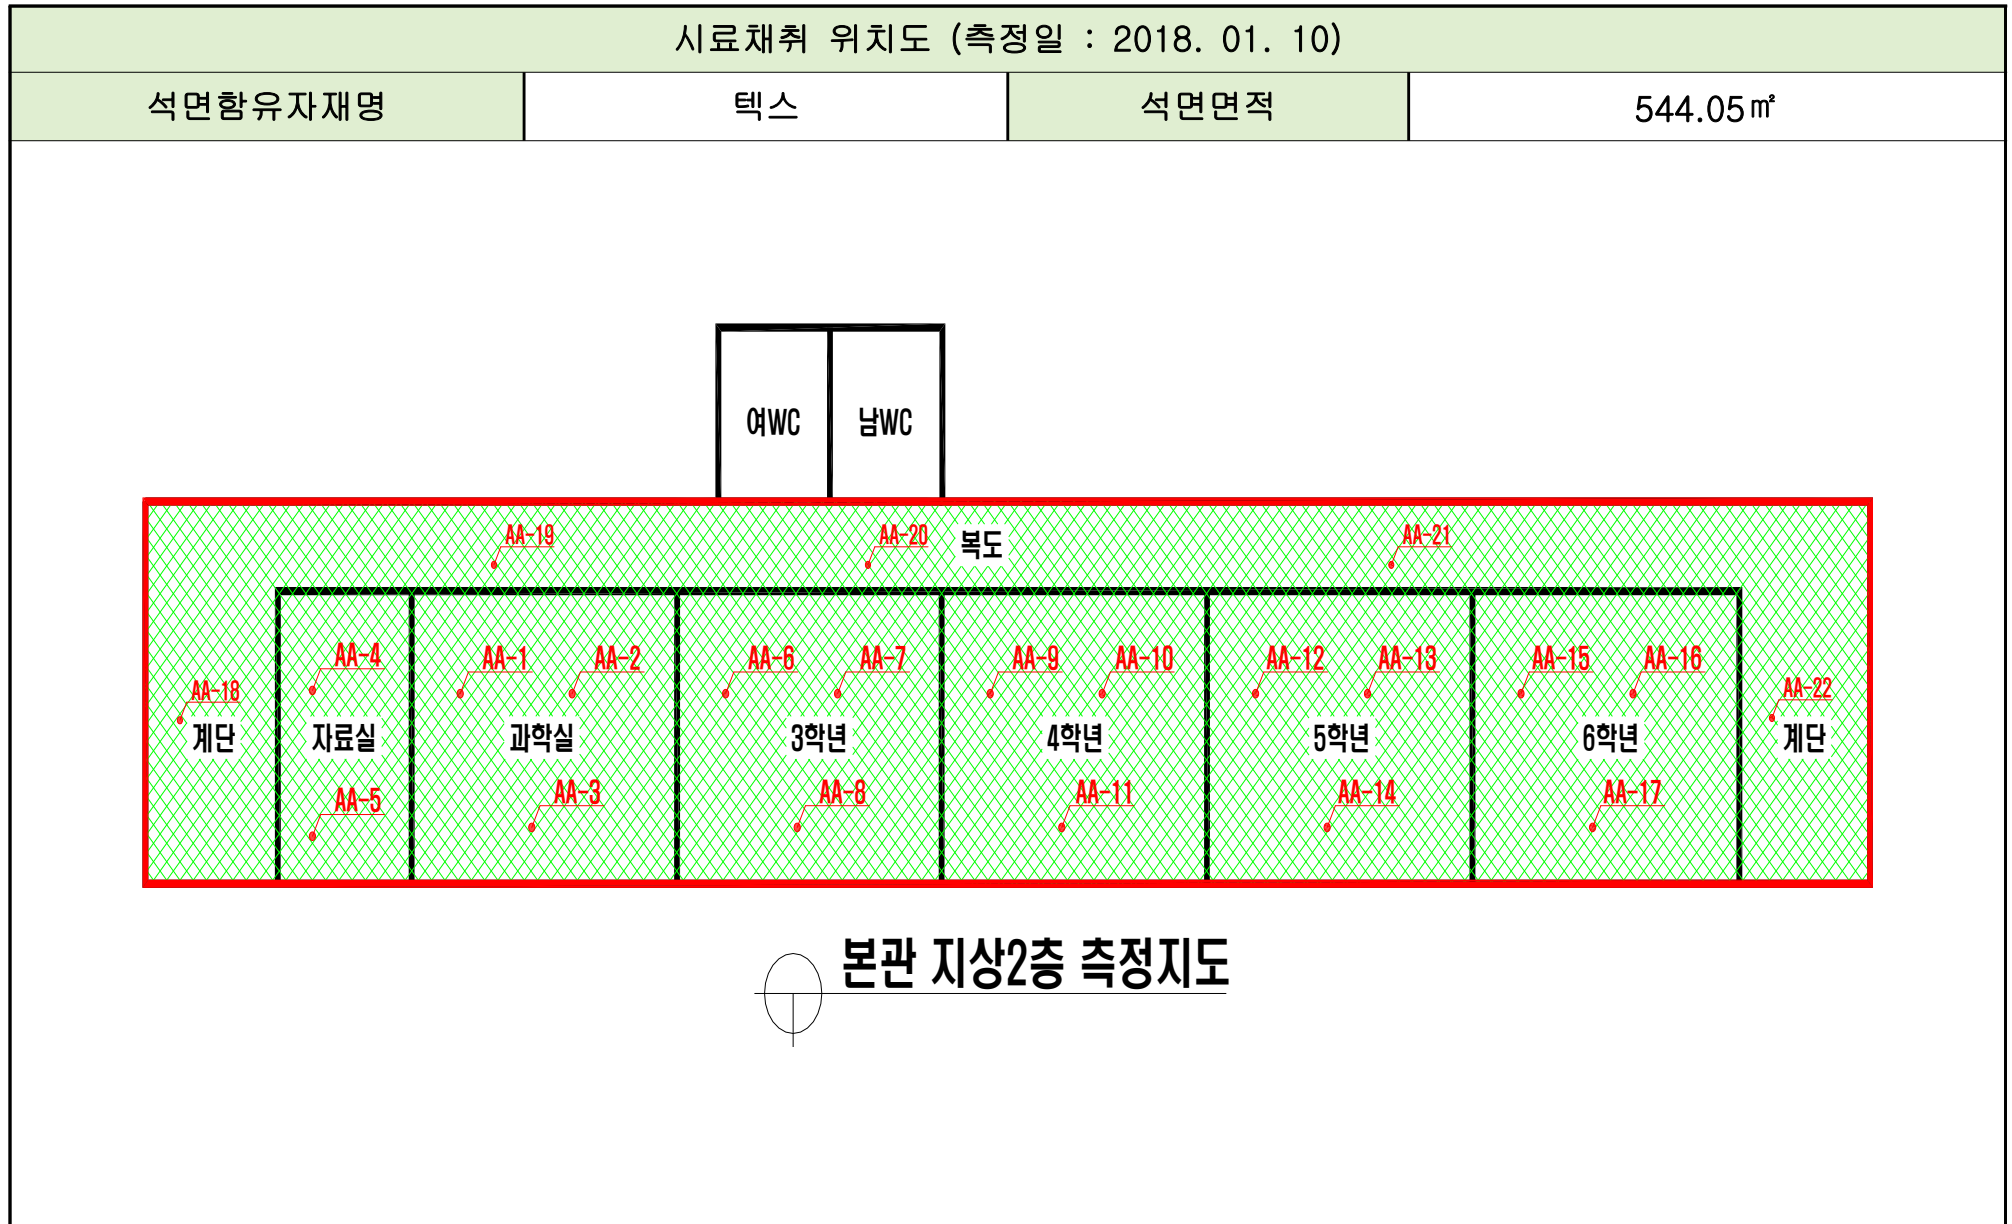 시료채취 위치도 (측정일 : 2018. 01. 10)
석면함유자재명 텍스 석면면적 544.05㎡
여WC 남WC
AA-19 AA-20 복도 AA-21
AA-4 AA-1 AA-2 AA-6 AA-7 AA-9 AA-10 AA-12 AA-13 AA-15 AA-16
AA-18 AA-22
계단 자료실 과학실 3학년 4학년 5학년 6학년 계단
AA-5 AA-3 AA-8 AA-11 AA-14 AA-17
본관 지상2층 측정지도